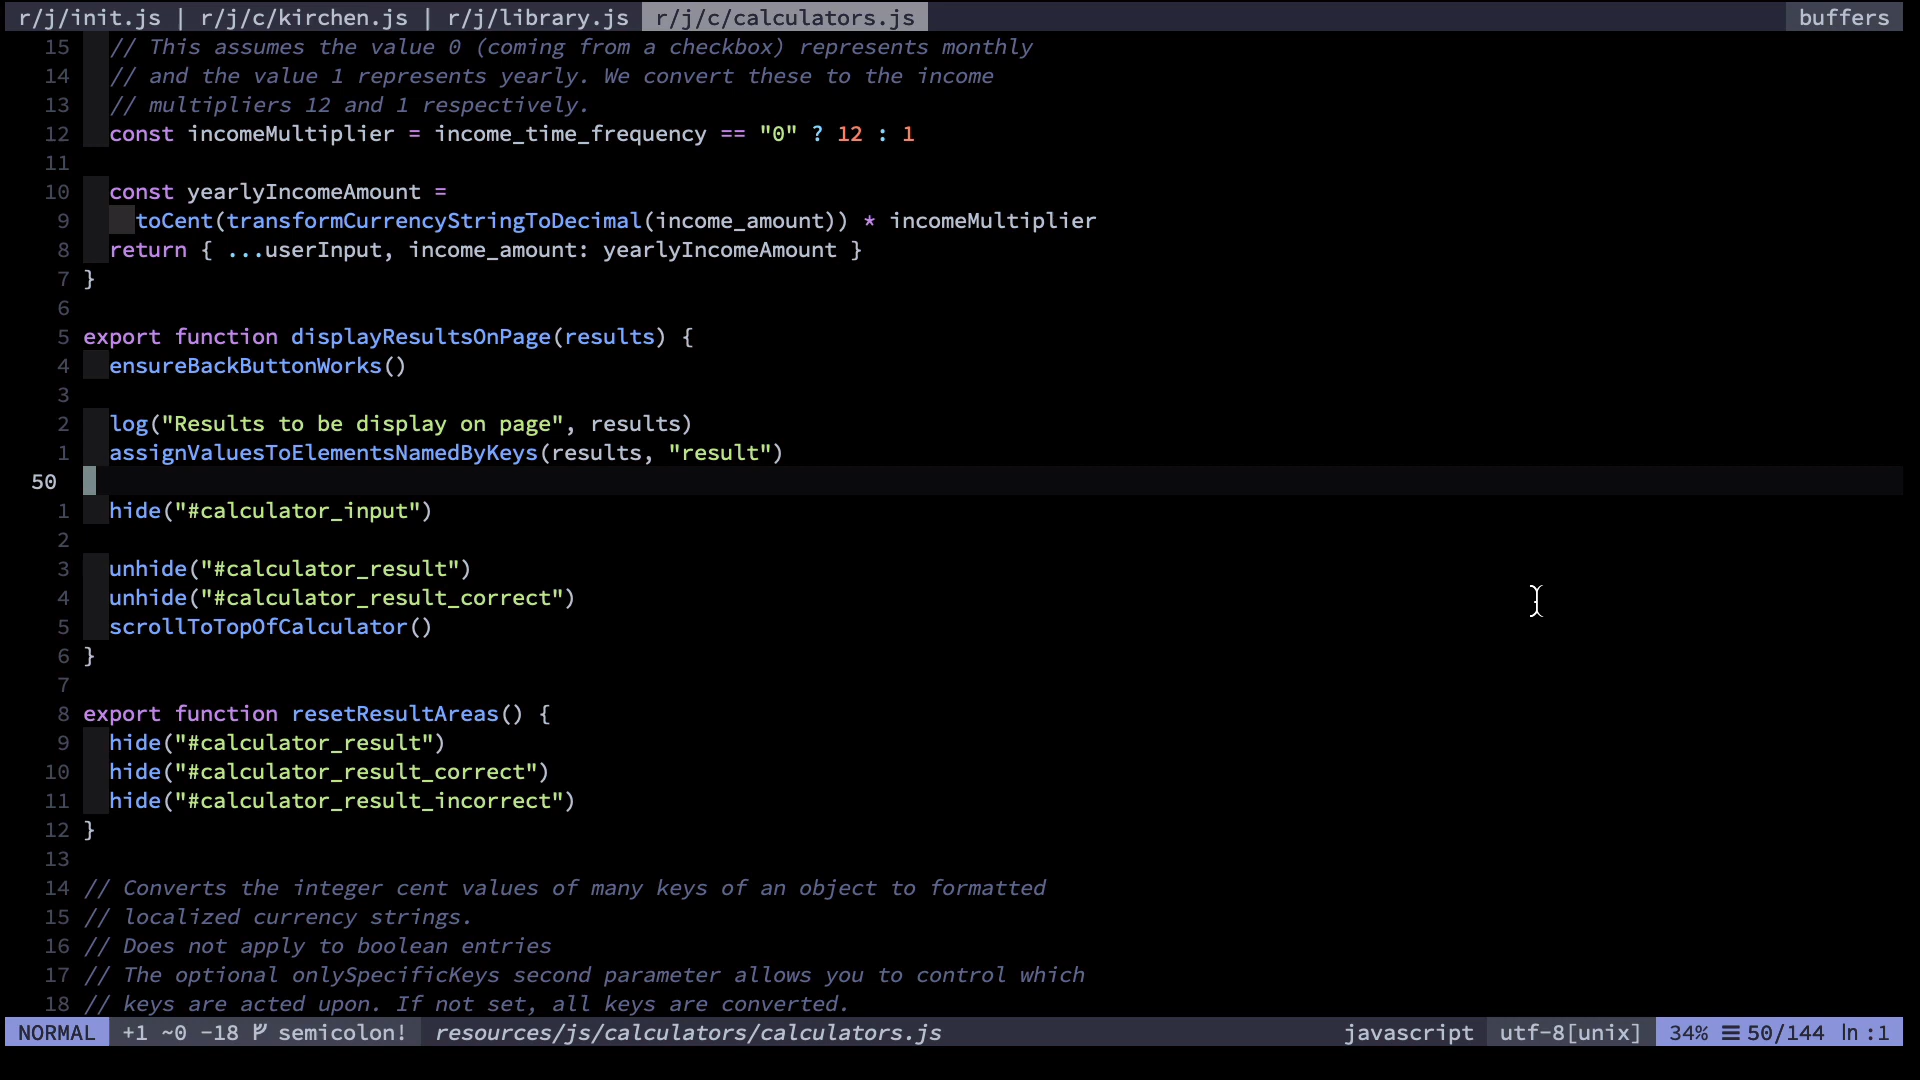 r/j/init.js | r/j/c/kirchen.js | r/j/library.js r/j/c/calculators.js buffers
15 // This assumes the value 0 (coming from a checkbox) represents monthly
14 // and the value 1 represents yearly. We convert these to the income
13 // multipliers 12 and 1 respectively.
12 const incomeMultiplier = income_time_frequency == "0" ? 12 : 1
11
10 const yearlyIncomeAmount =
9 toCent(transformCurrencyStringToDecimal(income_amount)) * incomeMultiplier
8 return { ...userInput, income_amount: yearlyIncomeAmount }
7 }
6
5 export function displayResultsOnPage(results) {
4 ensureBackButtonWorks()
3
2 log("Results to be display on page", results)
1 assignValuesToElementsNamedByKeys(results, "result")
50
1 hide("#calculator_input")
2
3 unhide("#calculator_result")
4 unhide("#calculator_result_correct")
5 scrollToTopOfCalculator()
6 }
7
8 export function resetResultAreas() {
9 hide("#calculator_result")
10 hide("#calculator_result_correct")
11 hide("#calculator_result_incorrect")
12 }
13
14 // Converts the integer cent values of many keys of an object to formatted
15 // localized currency strings.
16 // Does not apply to boolean entries
17 // The optional onlySpecificKeys second parameter allows you to control which
18 // keys are acted upon. If not set, all keys are converted.
NORMAL +1 ~0 -18 semicolon! resources/js/calculators/calculators.js javascript utf-8[unix] 34% ☰ 50/144 ln :1